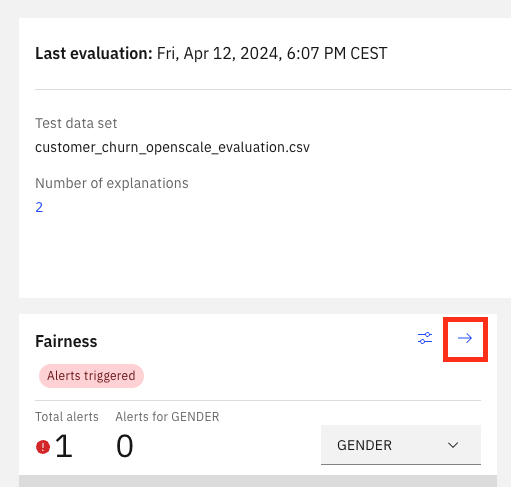 Last evaluation: Fri, Apr 12, 2024, 6:07 PM CEST
Test data set
customer_churn_openscale_evaluation.csv
Number of explanations
2
Fairness
Alerts triggered
Total alerts Alerts for GENDER
1 0
GENDER